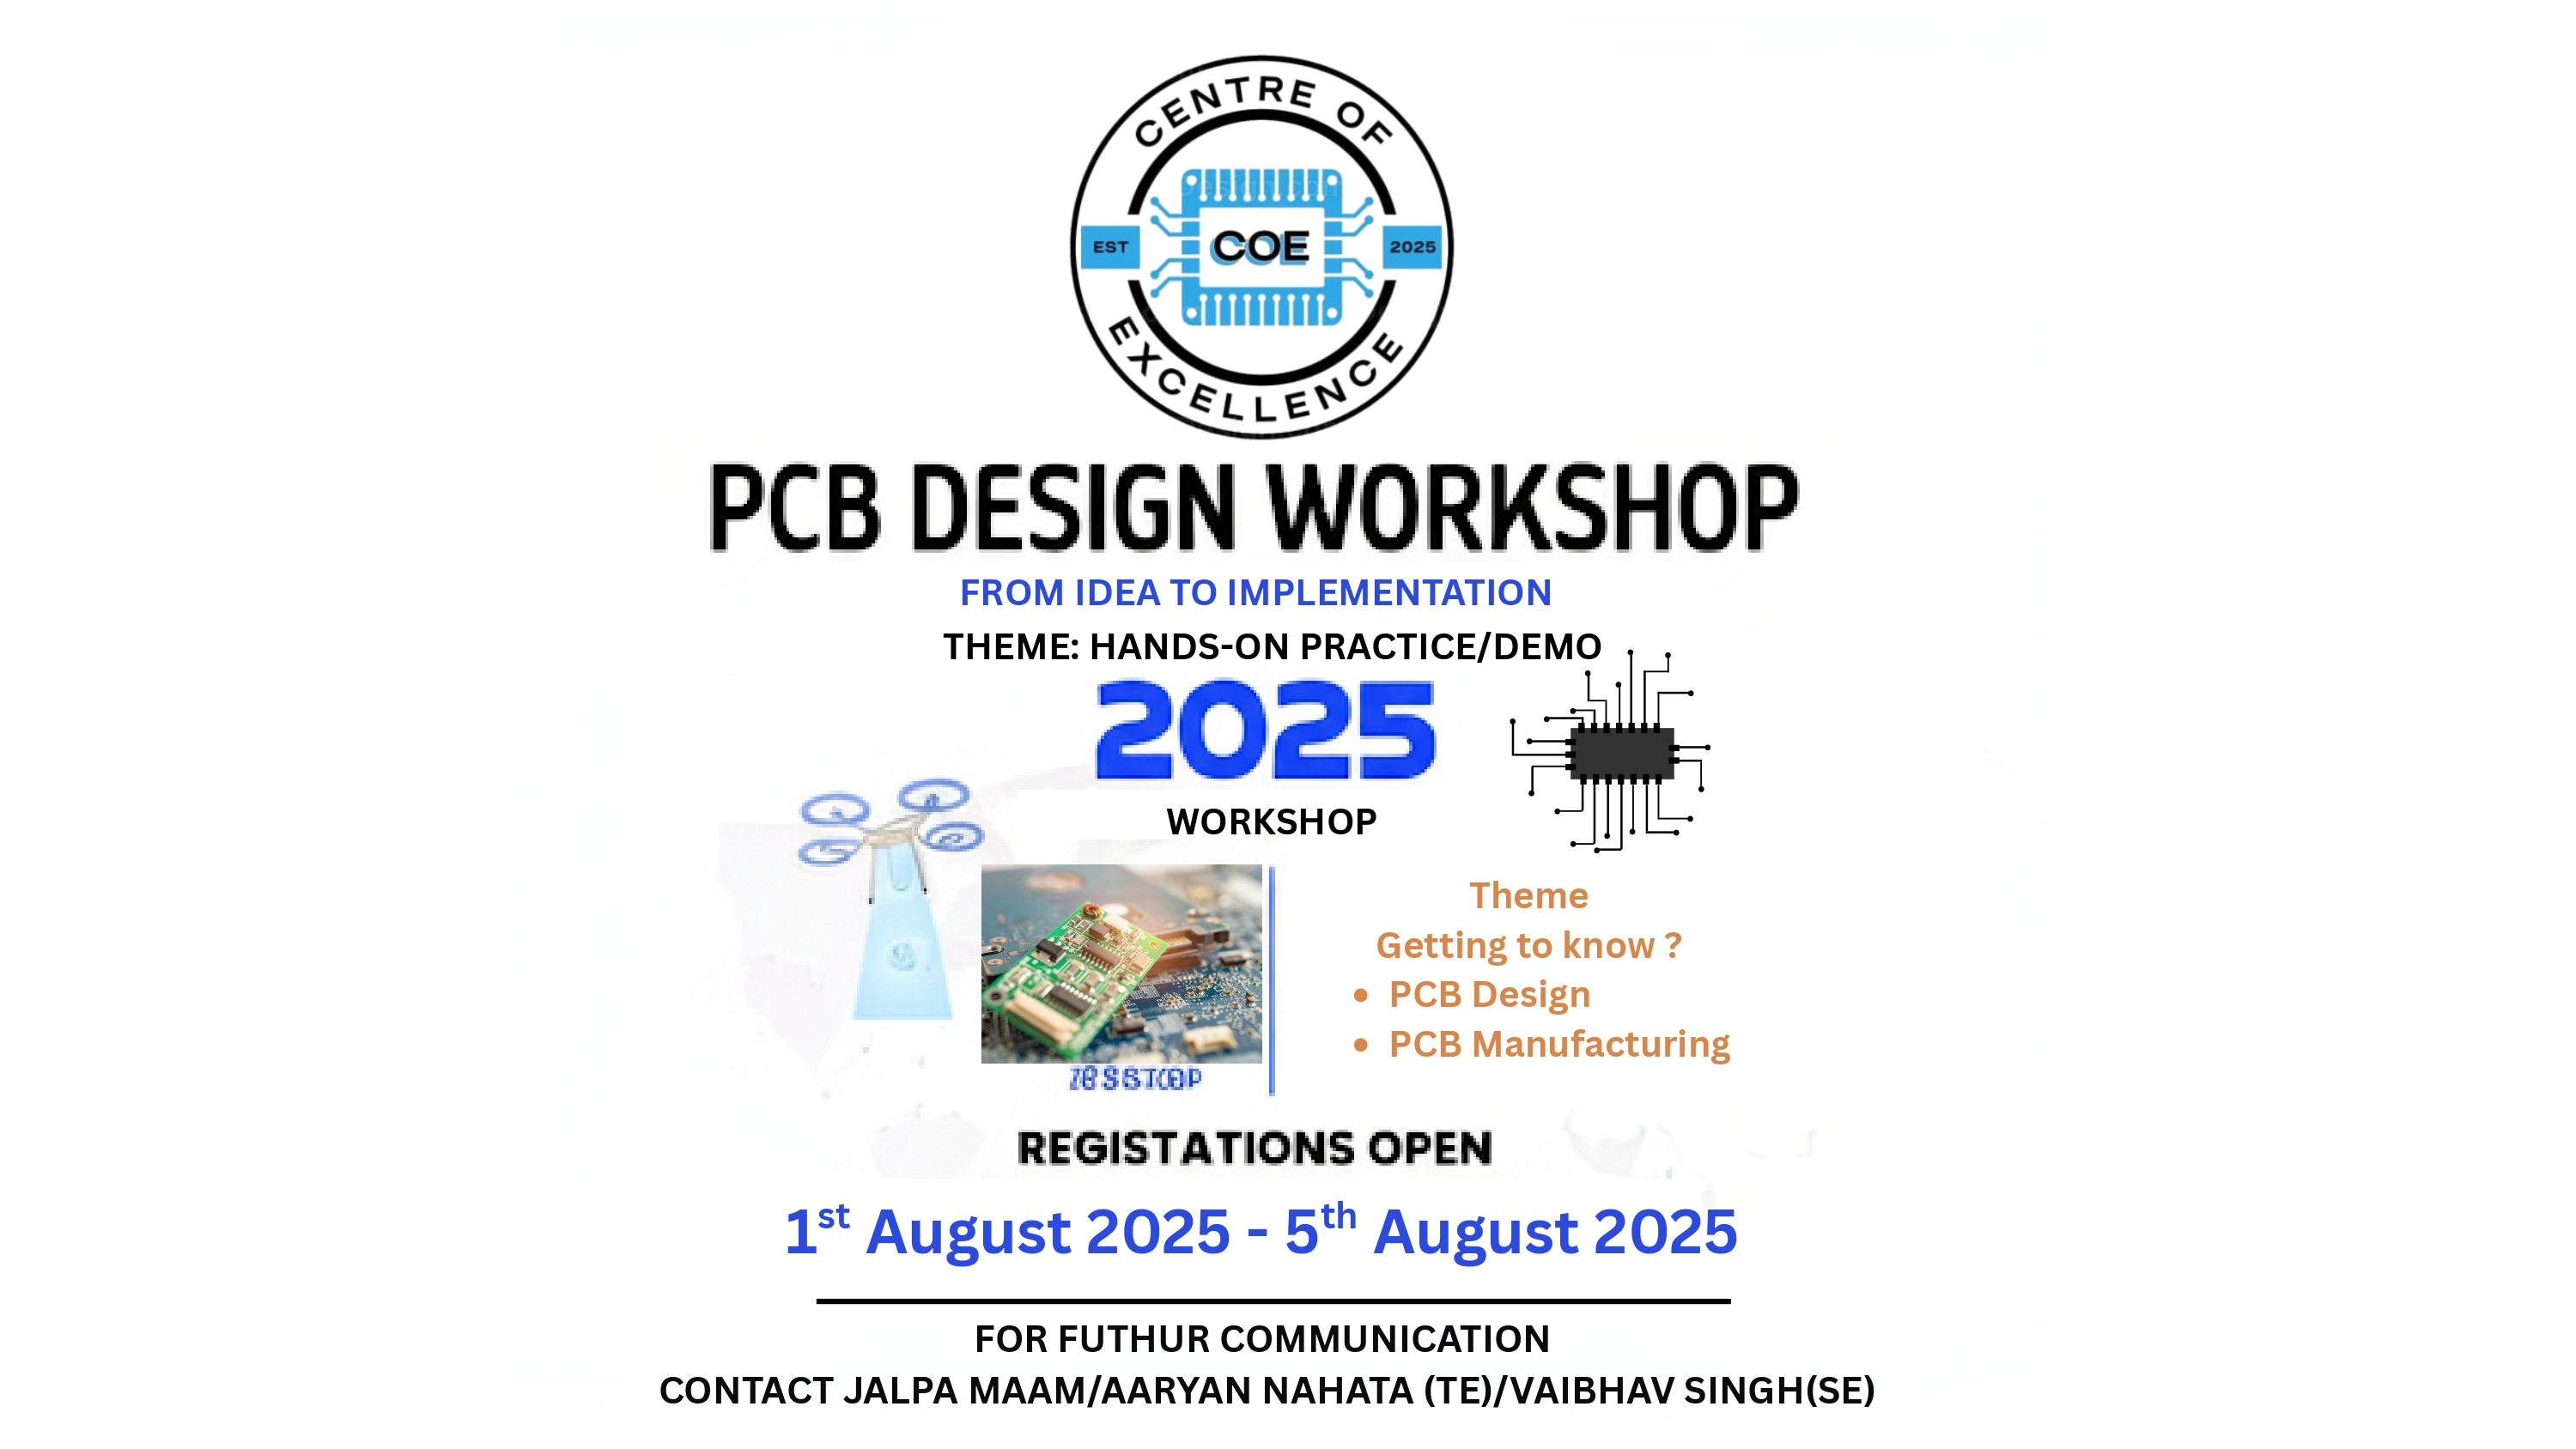 CENTRE OF
EST
COE
2025
EXCELLENCE
PCB DESIGN WORKSHOP
FROM IDEA TO IMPLEMENTATION
THEME: HANDS-ON PRACTICE/DEMO
2025
WORKSHOP
Theme
Getting to know ?
• PCB Design
• PCB Manufacturing
REGISTATIONS OPEN
1st August 2025 - 5th August 2025
FOR FUTHUR COMMUNICATION
CONTACT JALPA MAAM/AARYAN NAHATA (TE)/VAIBHAV SINGH(SE)